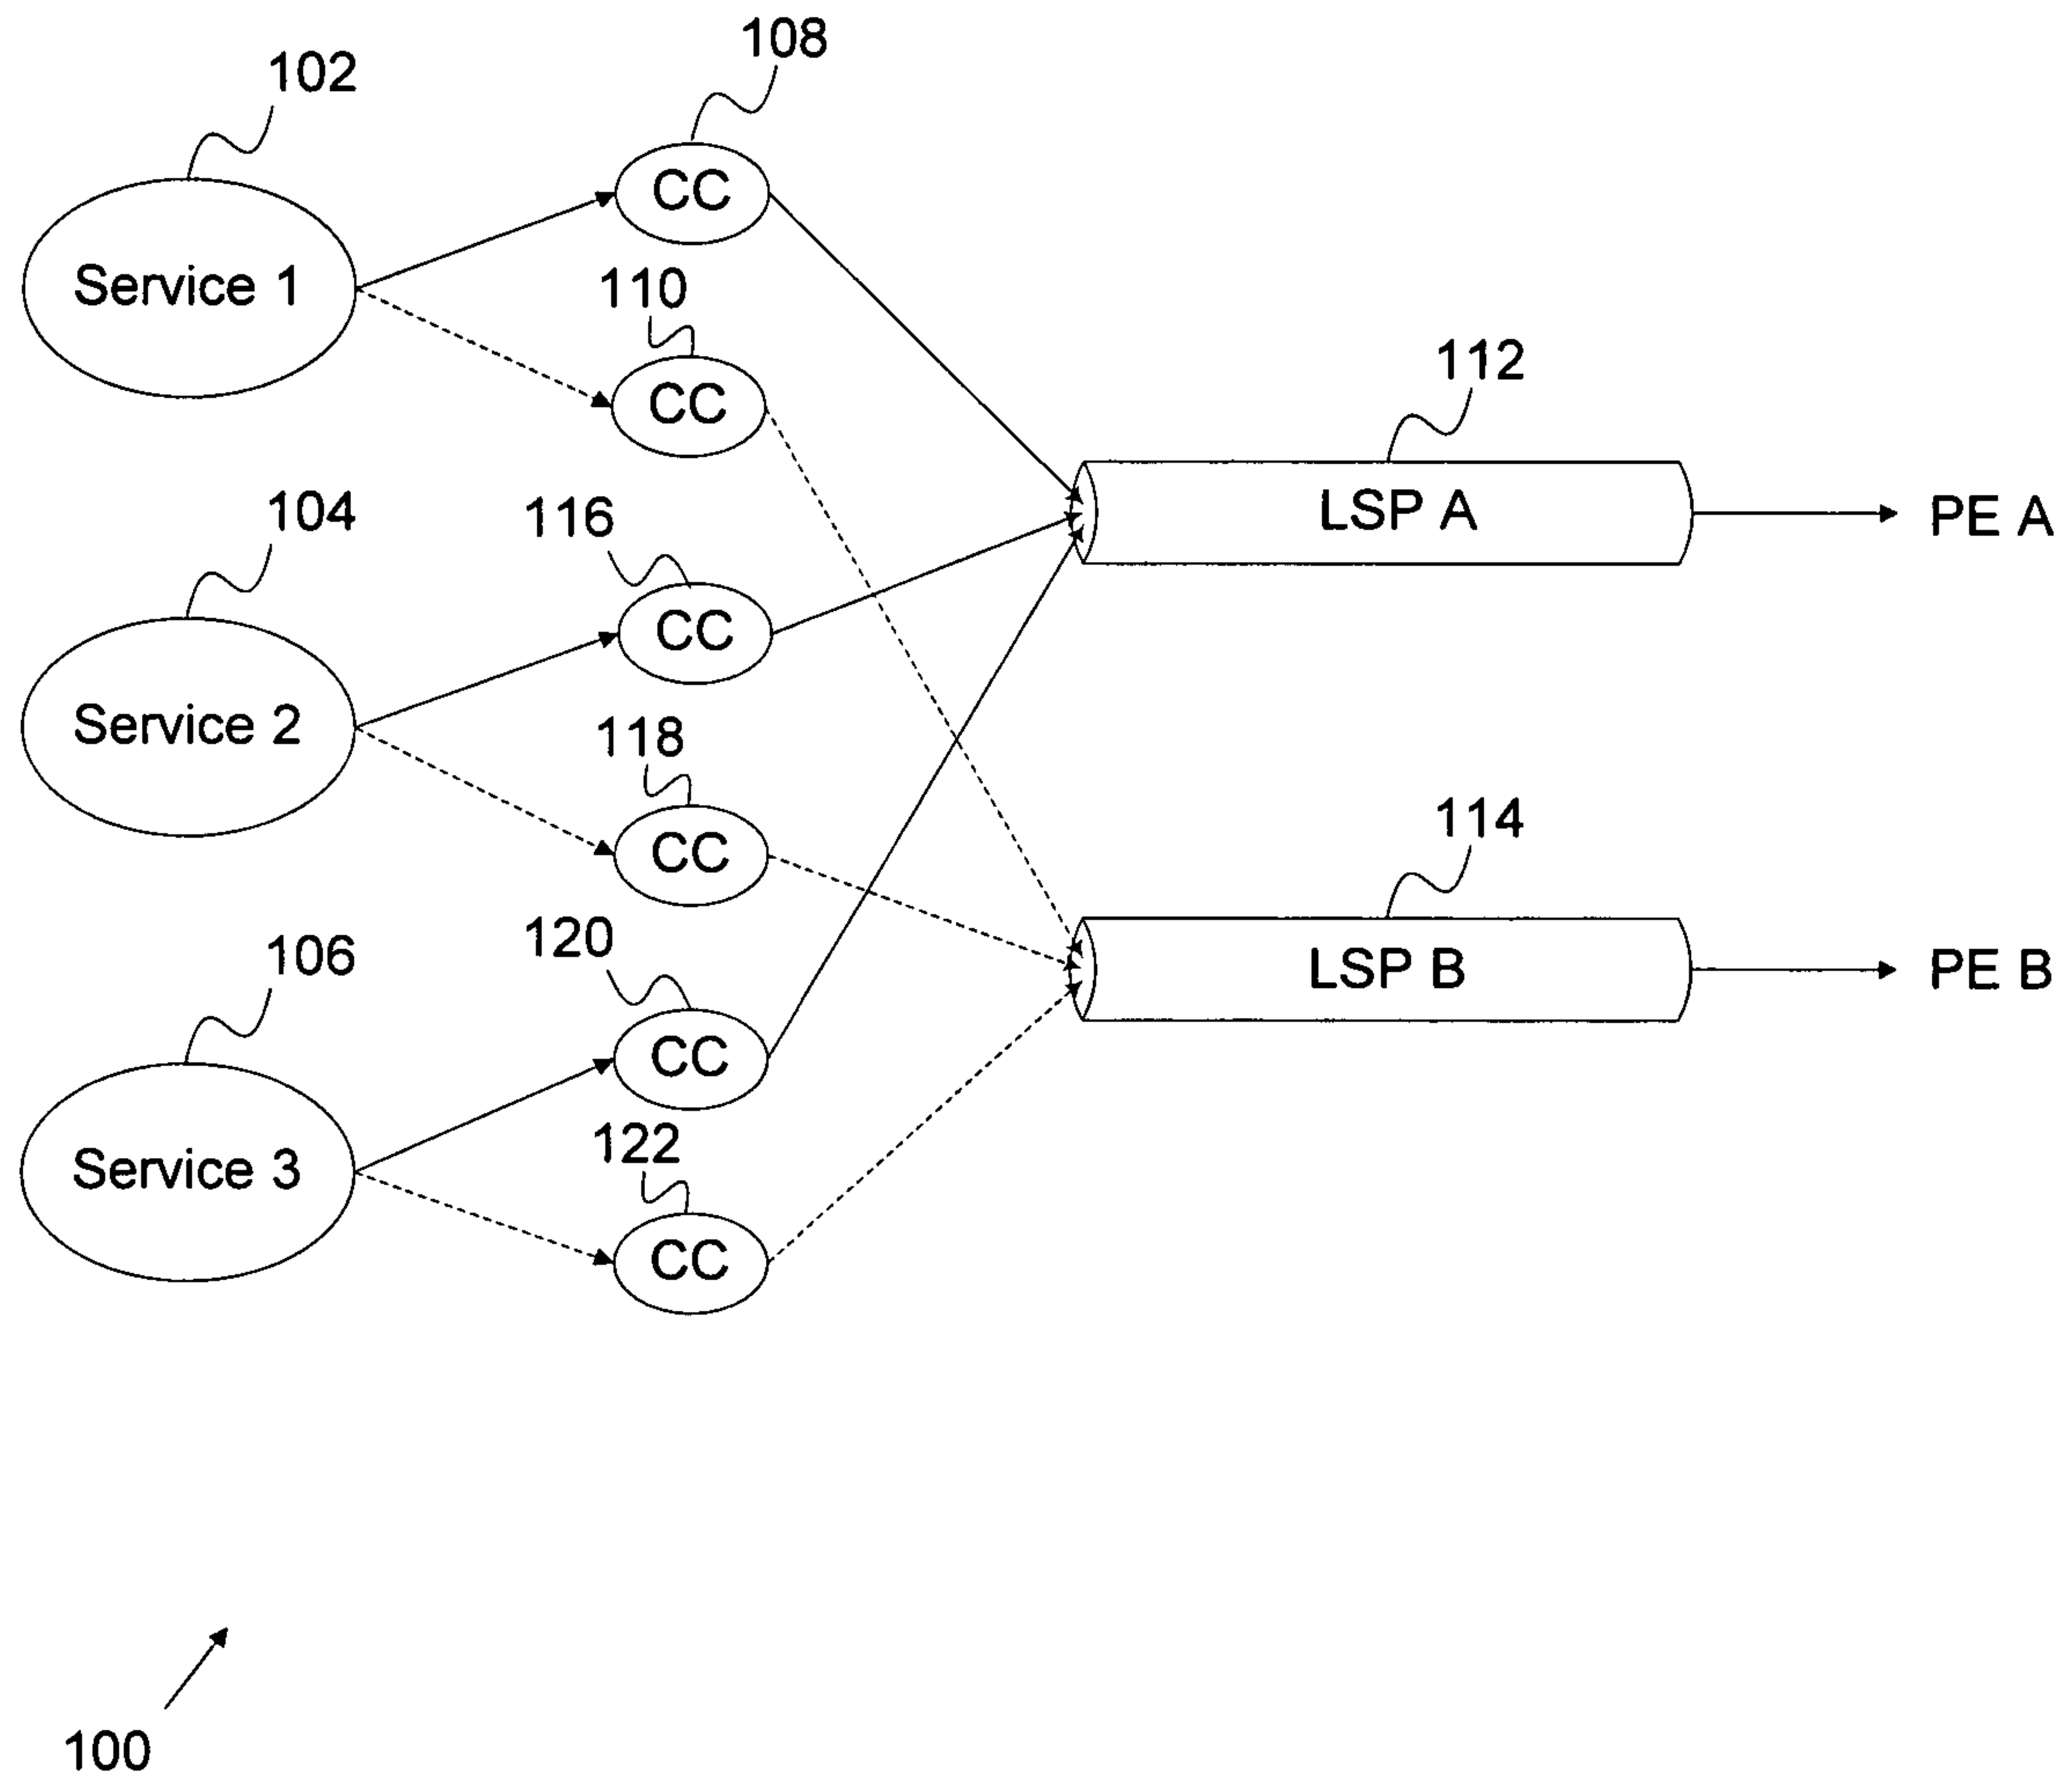 108
102
CC
110
Service 1
CC
112
116
104
LSP A
PE A
CC
118
Service 2
114
CC
120
106
LSP B
PE B
CC
122
Service 3
CC
100